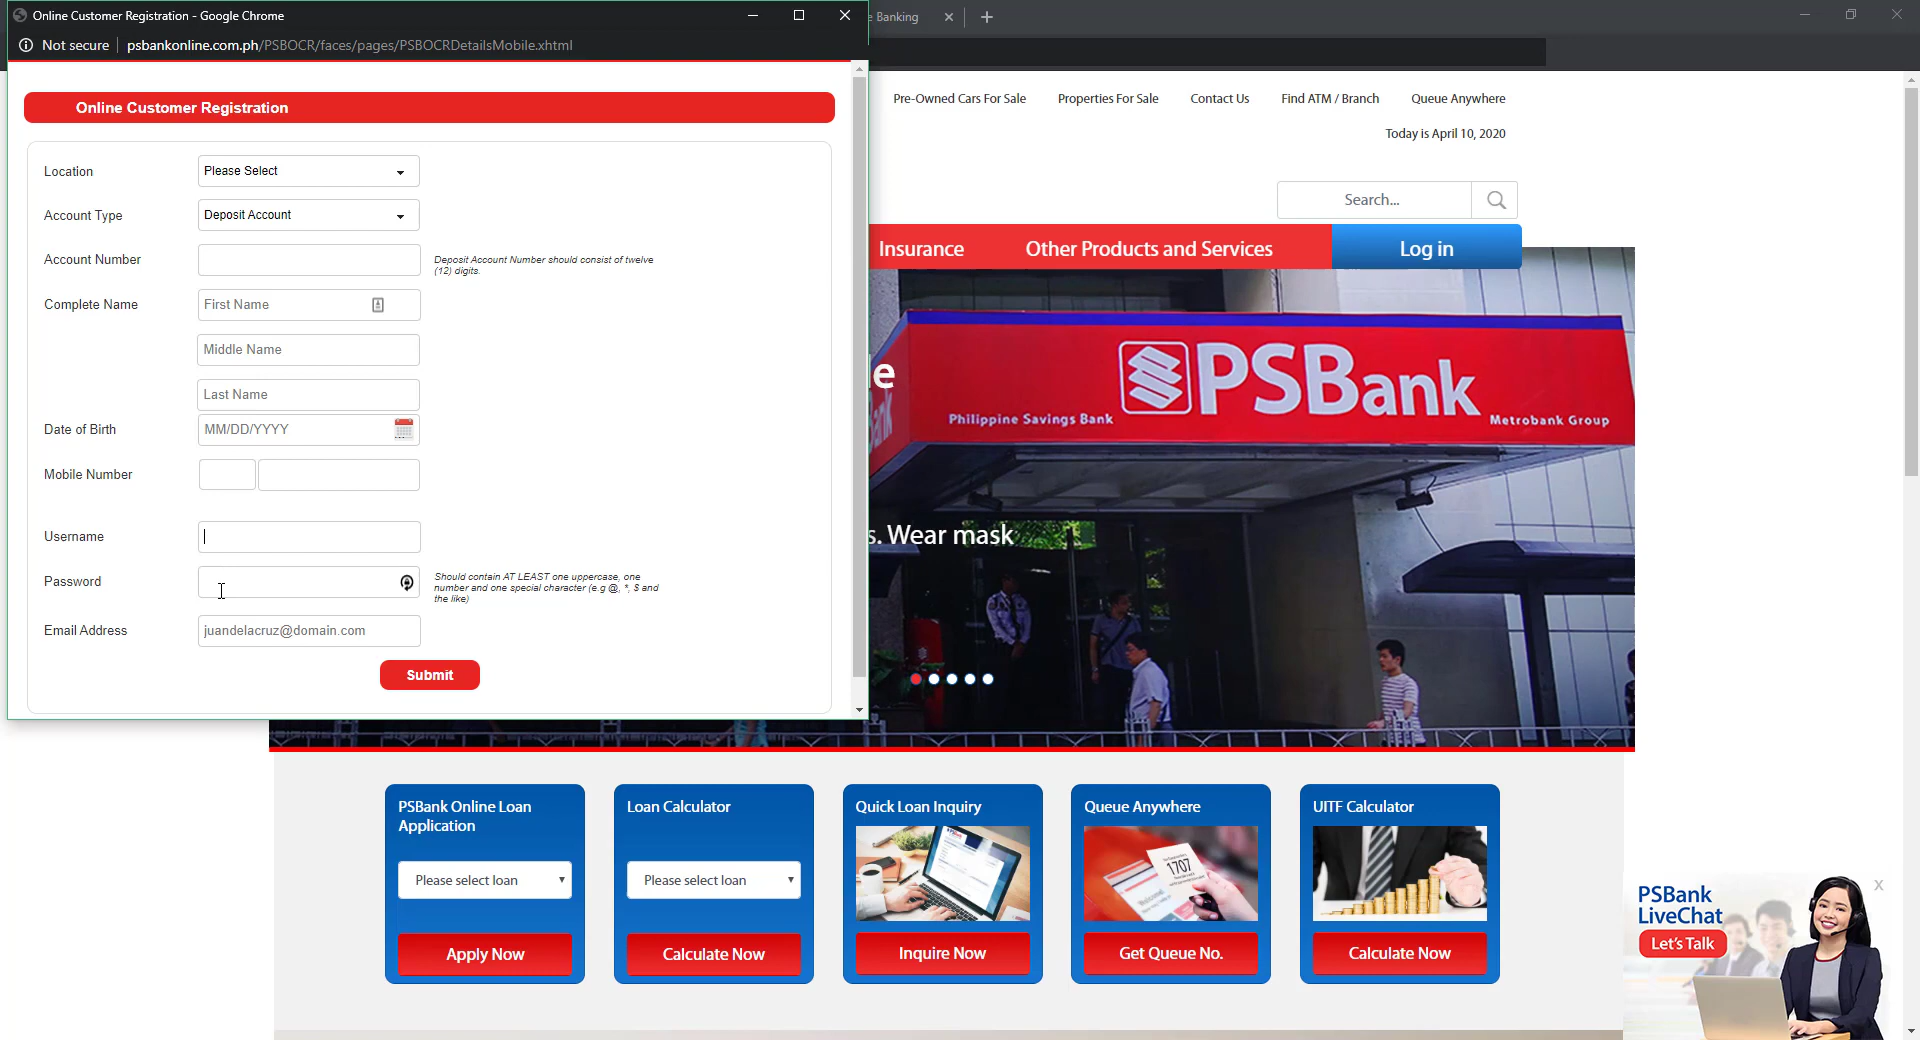 Online Customer Registration - Google Chrome
Not secure psbankonline.com.ph/PSBOCR/faces/pages/PSBOCRDetailsMobile.xhtml
e Banking
Online Customer Registration
Location Please Select
Account Type Deposit Account
Account Number
Deposit Account Number should consist of twelve
(12) digits.
Complete Name First Name
Middle Name
Last Name
Date of Birth MM/DD/YYYY
Mobile Number
Username
Password
Should contain AT LEAST one uppercase, one
number and one special character (e.g @, *, $ and
the like)
Email Address juandelacruz@domain.com
Submit
Pre-Owned Cars For Sale Properties For Sale Contact Us Find ATM / Branch Queue Anywhere
Today is April 10, 2020
Search...
Insurance Other Products and Services Log in
le
PSBank
Philippine Savings Bank Metrobank Group
s. Wear mask
PSBank Online Loan
Application
Please select loan
Apply Now
Loan Calculator
Please select loan
Calculate Now
Quick Loan Inquiry
Inquire Now
Queue Anywhere
1707
Get Queue No.
UITF Calculator
Calculate Now
PSBank
LiveChat
Let's Talk
X